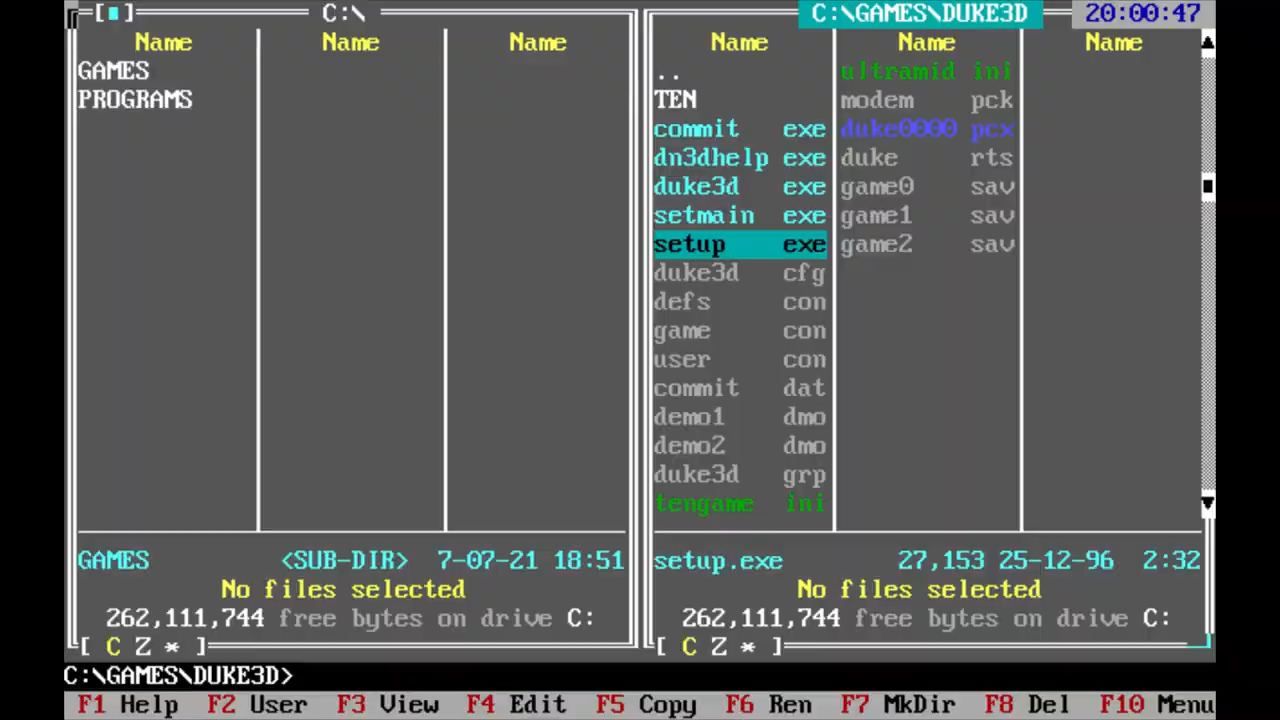 [■] C:\ C:\GAMES\DUKE3D 20:00:47
Name Name Name Name Name Name
GAMES .. ultramid ini
PROGRAMS TEN modem pck
commit exe duke0000 pcx
dn3dhelp exe duke rts
duke3d exe game0 sav
setmain exe game1 sav
setup exe game2 sav
duke3d cfg
defs con
game con
user con
commit dat
demo1 dmo
demo2 dmo
duke3d grp
tengame ini
GAMES <SUB-DIR> 7-07-21 18:51 setup.exe 27,153 25-12-96 2:32
No files selected No files selected
262,111,744 free bytes on drive C: 262,111,744 free bytes on drive C:
[ C Z * ] [ C Z * ]
C:\GAMES\DUKE3D>
F1 Help F2 User F3 View F4 Edit F5 Copy F6 Ren F7 MkDir F8 Del F10 Menu